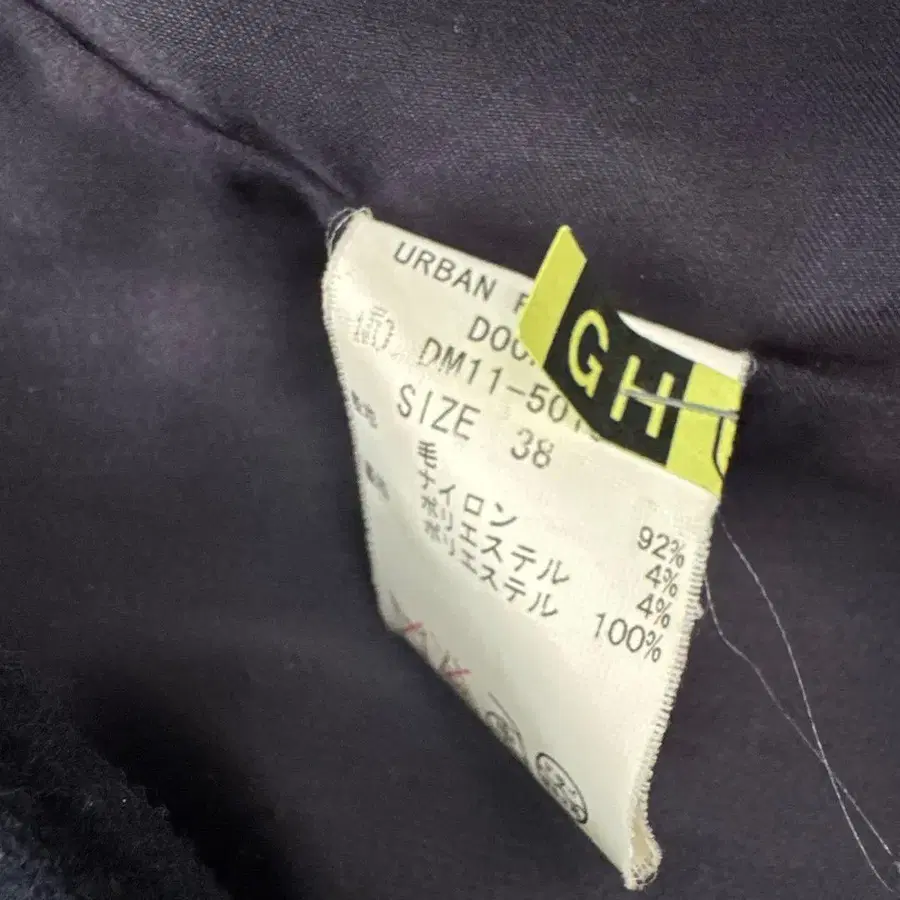 URBAN
GH
DM11-50
SIZE 38
毛 92%
ナイロン 4%
ポリエステル 4%
ポリエステル 100%